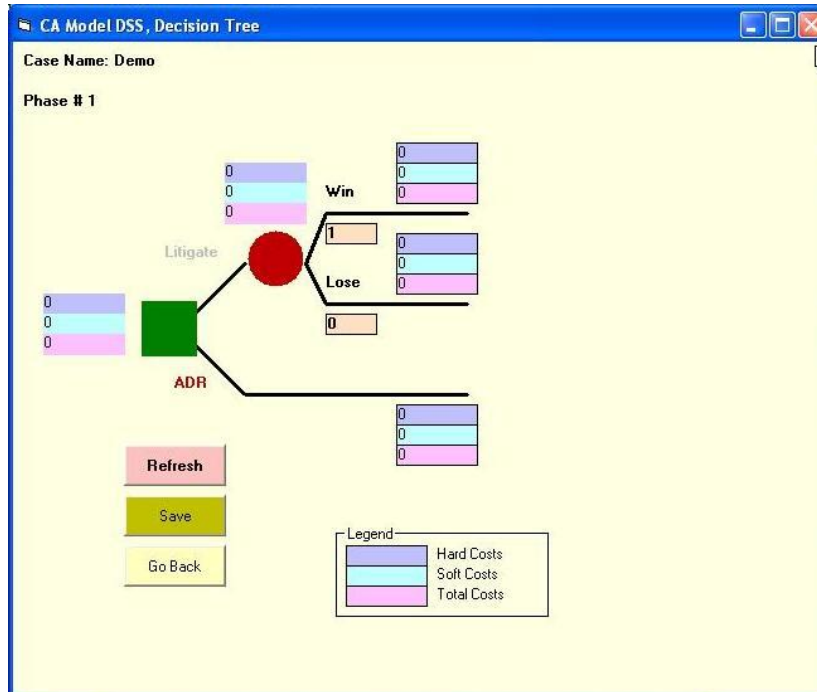 CA Model DSS, Decision Tree
Case Name: Demo
Phase # 1
0
0
0
Win
0
0
0
1
Litigate
0
0
0
Lose
0
0
0
0
0
0
0
ADR
Refresh
Save
Go Back
Legend
Hard Costs
Soft Costs
Total Costs